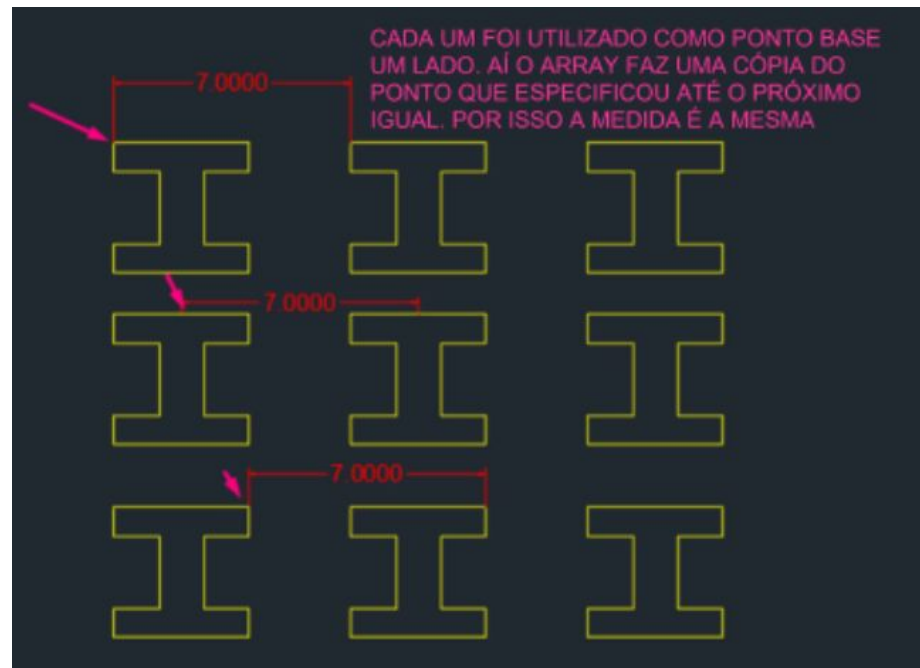 CADA UM FOI UTILIZADO COMO PONTO BASE
UM LADO. AÍ O ARRAY FAZ UMA CÓPIA DO
PONTO QUE ESPECIFICOU ATÉ O PRÓXIMO
IGUAL. POR ISSO A MEDIDA É A MESMA
7.0000
7.0000
7.0000